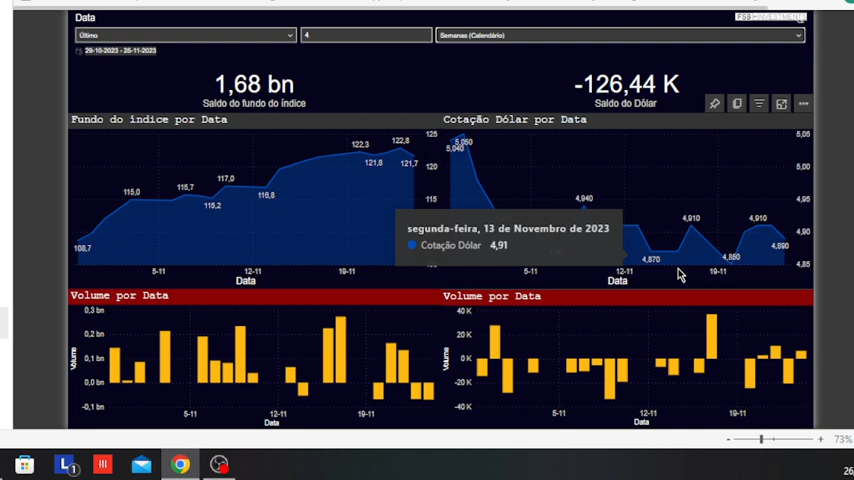 Data
FSB INVESTMENTS
Último
4
Semanas (Calendário)
29-10-2023 - 25-11-2023
1,68 bn
Saldo do fundo do índice
-126,44 K
Saldo do Dólar
Fundo do índice por Data
Cotação Dólar por Data
108,7
115,0
115,7
115,2
117,0
116,8
122,3
121,8
122,8
121,7
125
120
115
5-11
12-11
19-11
Data
5,040
5,050
4,940
4,870
4,910
4,850
4,910
4,890
5,05
5,00
4,95
4,90
4,85
5-11
12-11
19-11
Data
segunda-feira, 13 de Novembro de 2023
Cotação Dólar 4,91
Volume por Data
Volume por Data
Volume
0,3 bn
0,2 bn
0,1 bn
0,0 bn
-0,1 bn
5-11
12-11
19-11
Data
Volume
40 K
20 K
0 K
-20 K
-40 K
5-11
12-11
19-11
Data
- + 73%
L 1
26